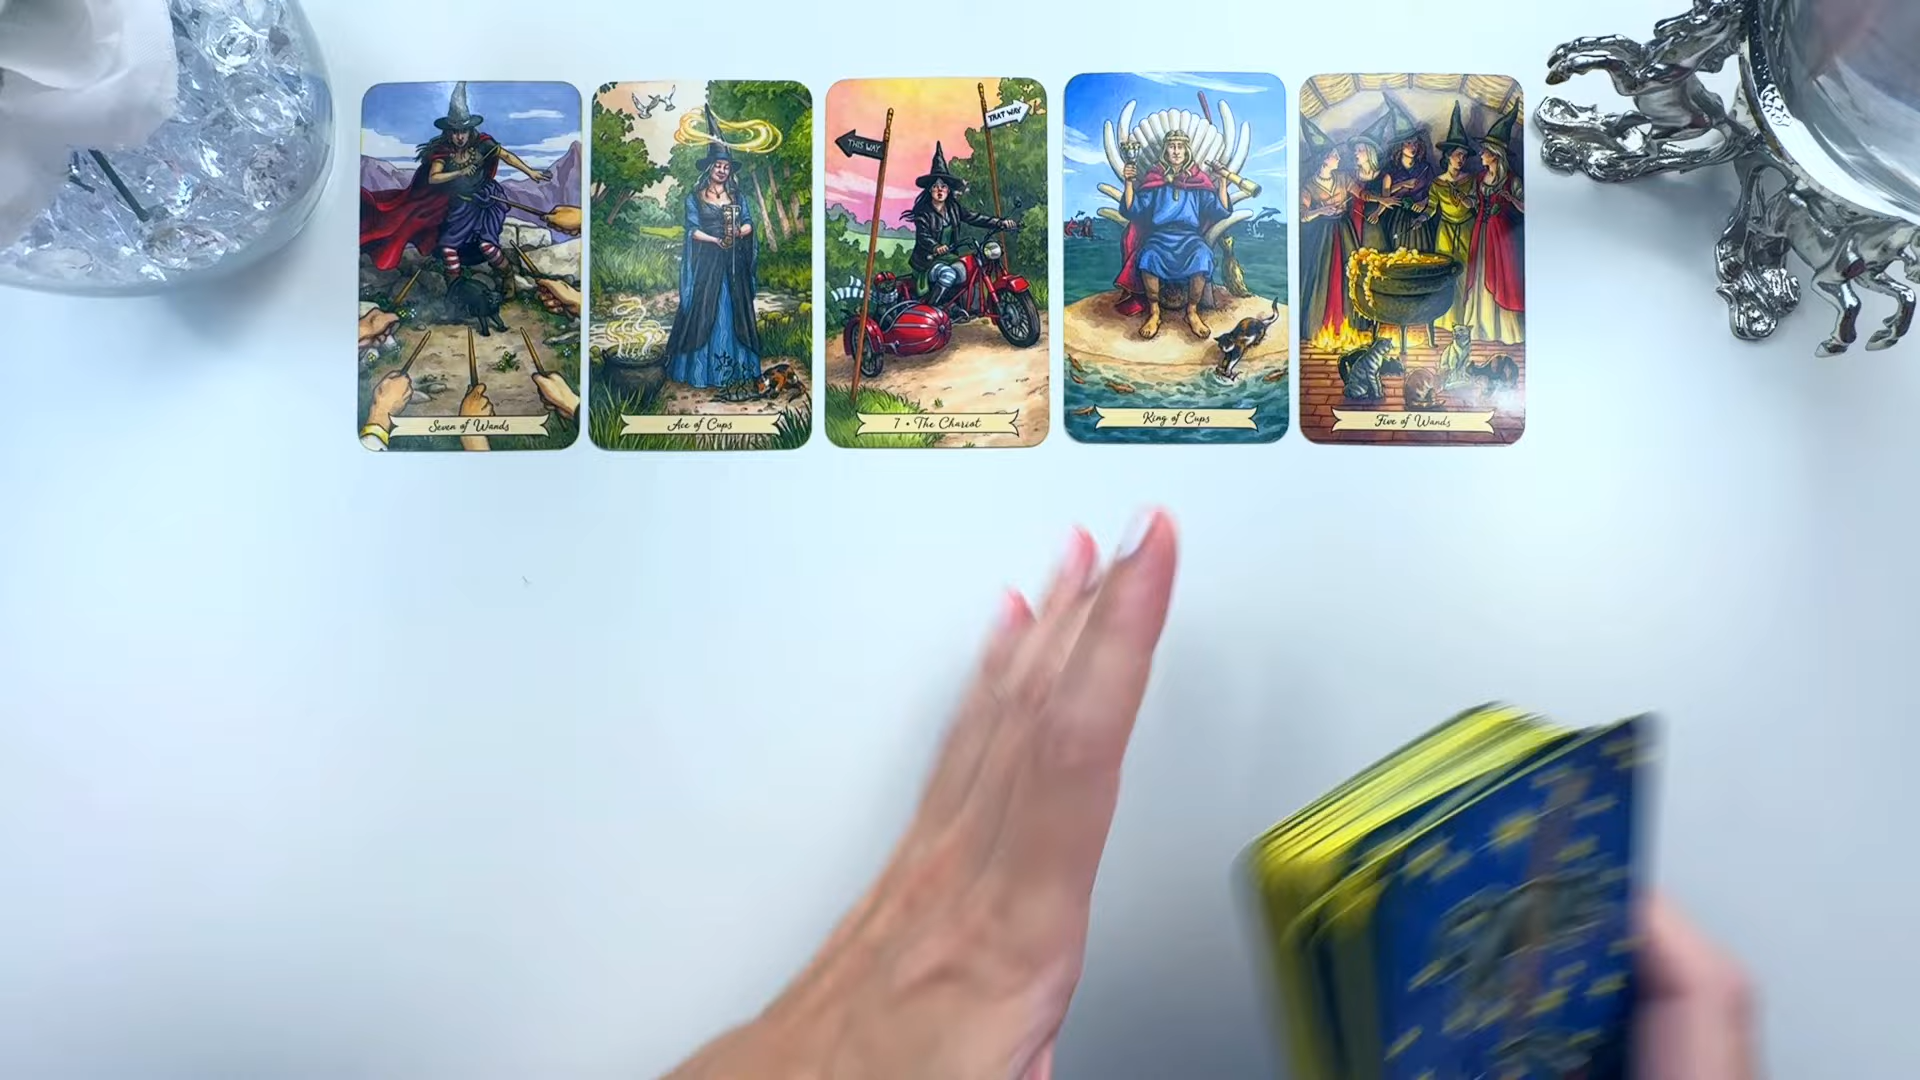 THIS WAY
THAT WAY
Seven of Wands
Ace of Cups
7 • The Chariot
King of Cups
Five of Wands